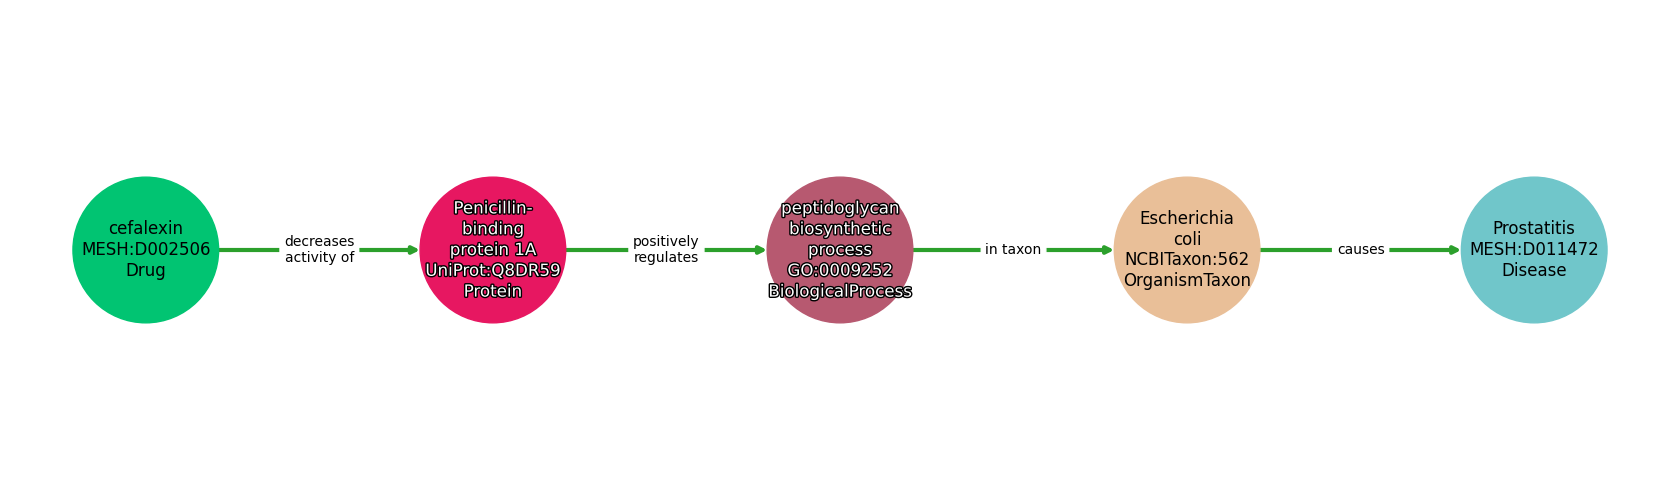 cefalexin
MESH:D002506
Drug
decreases
activity of
Penicillin-
binding
protein 1A
UniProt:Q8DR59
Protein
positively
regulates
peptidoglycan
biosynthetic
process
GO:0009252
BiologicalProcess
in taxon
Escherichia
coli
NCBITaxon:562
OrganismTaxon
causes
Prostatitis
MESH:D011472
Disease